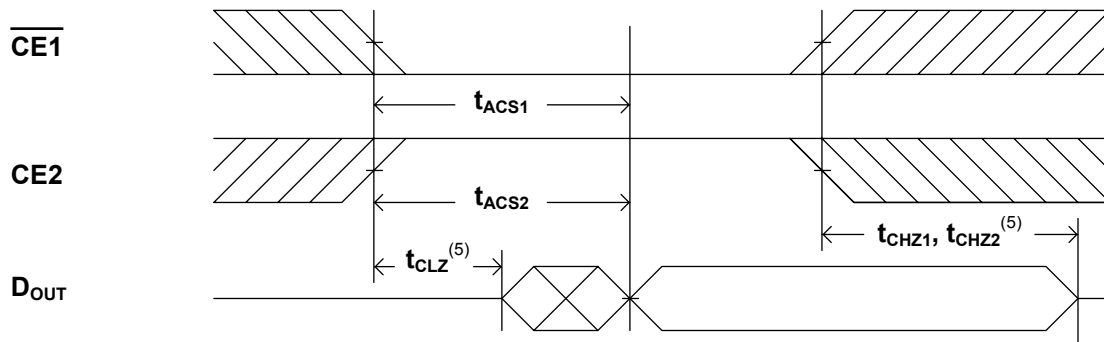 CE1
tACS1
CE2
tACS2
tCHZ1, tCHZ2(5)
tCLZ(5)
DOUT